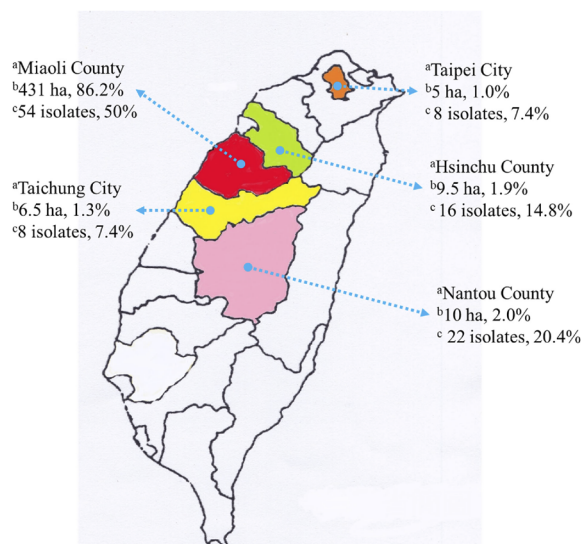 ᵃMiaoli County
ᵇ431 ha, 86.2%
ᶜ54 isolates, 50%
ᵃTaipei City
ᵇ5 ha, 1.0%
ᶜ 8 isolates, 7.4%
ᵃHsinchu County
ᵇ9.5 ha, 1.9%
ᶜ 16 isolates, 14.8%
ᵃTaichung City
ᵇ6.5 ha, 1.3%
ᶜ8 isolates, 7.4%
ᵃNantou County
ᵇ10 ha, 2.0%
ᶜ 22 isolates, 20.4%